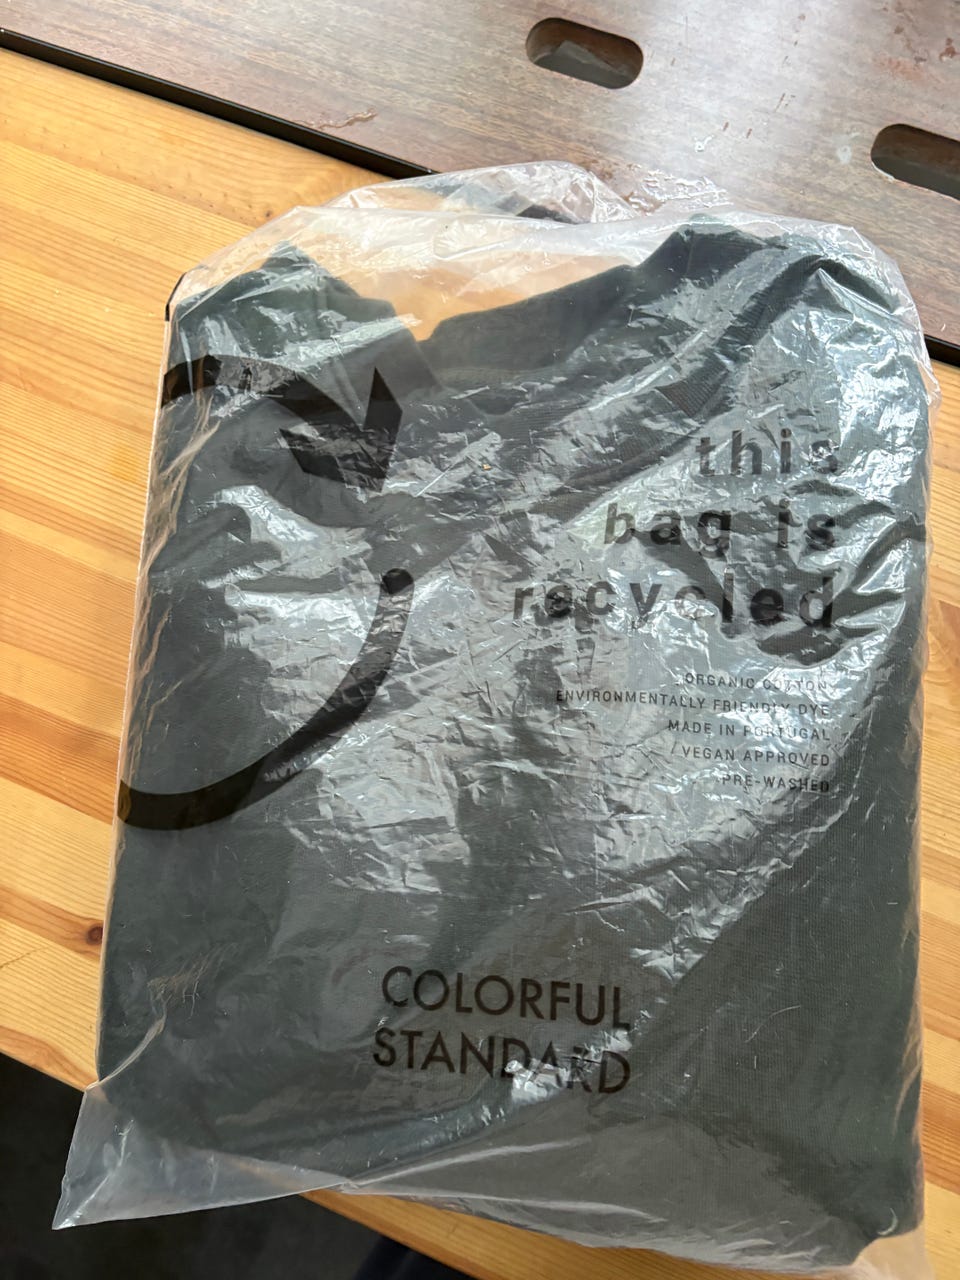 this
bag is
recycled
ORGANIC COTTON
ENVIRONMENTALLY FRIENDLY DYE
MADE IN PORTUGAL
VEGAN APPROVED
PRE-WASHED
COLORFUL
STANDARD